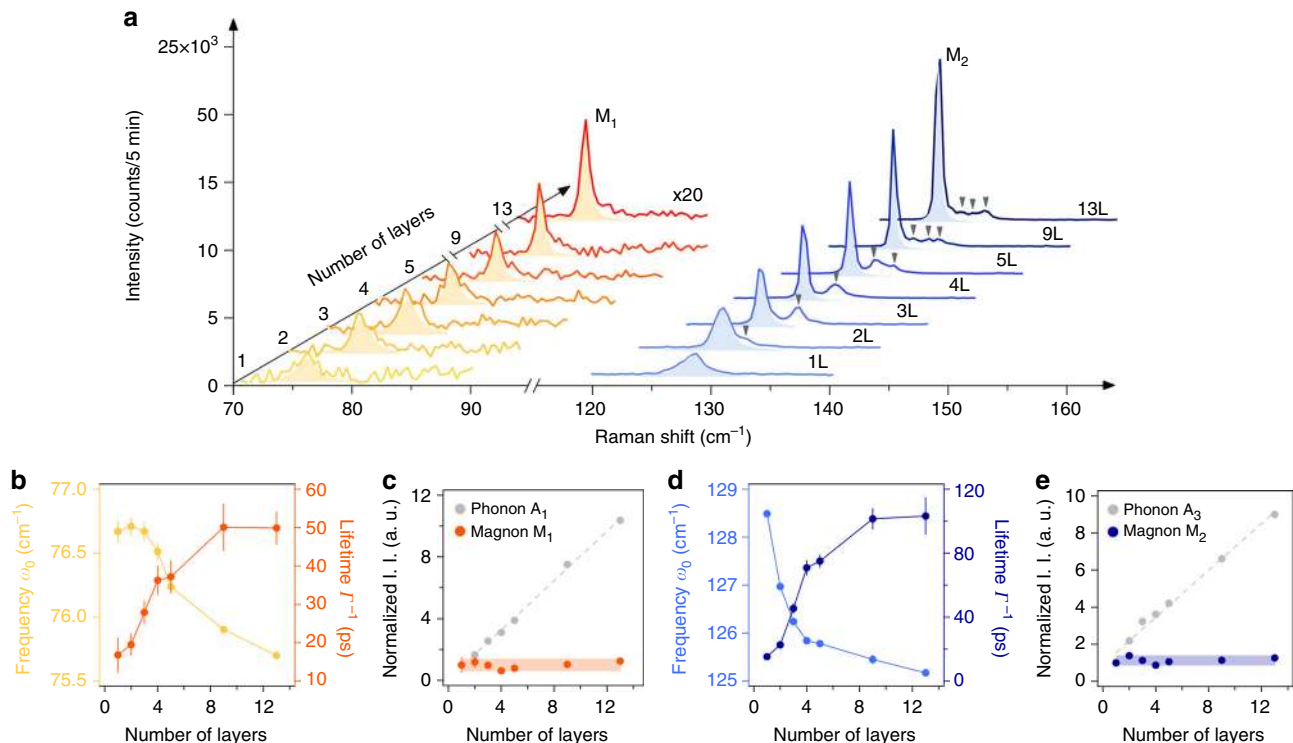 a
Intensity (counts/5 min)
25×10³
50
15
10
5
0
Number of layers
1
2
3
4
5
9
13
M₁
x20
M₂
13L
9L
5L
4L
3L
2L
1L
70 80 90 120 130 140 150 160
Raman shift (cm⁻¹)
b
Frequency ω₀ (cm⁻¹)
77.0
76.5
76.0
75.5
60
50
40
30
20
10
Lifetime Γ⁻¹ (ps)
0 4 8 12
Number of layers
c
Normalized I. I. (a. u.)
12
8
4
0
Phonon A₁
Magnon M₁
0 4 8 12
Number of layers
d
Frequency ω₀ (cm⁻¹)
129
128
127
126
125
120
80
40
0
Lifetime Γ⁻¹ (ps)
0 4 8 12
Number of layers
e
Normalized I. I. (a. u.)
10
8
6
4
2
0
Phonon A₃
Magnon M₂
0 4 8 12
Number of layers